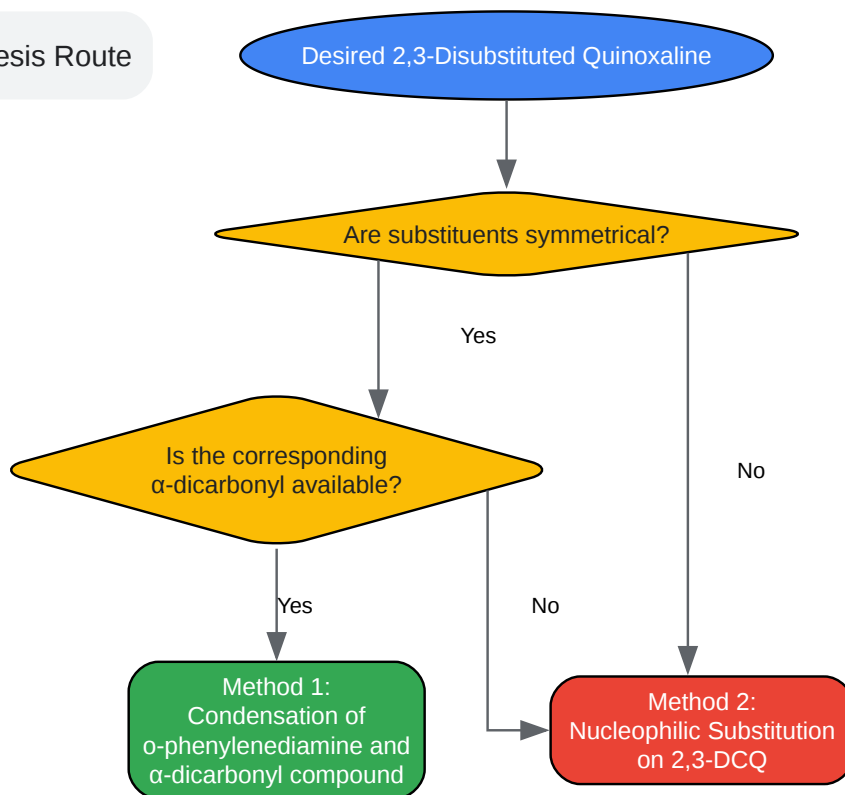 esis Route
Desired 2,3-Disubstituted Quinoxaline
Are substituents symmetrical?
Yes
Is the corresponding
α-dicarbonyl available?
No
Yes
No
Method 1:
Condensation of
o-phenylenediamine and
α-dicarbonyl compound
Method 2:
Nucleophilic Substitution
on 2,3-DCQ